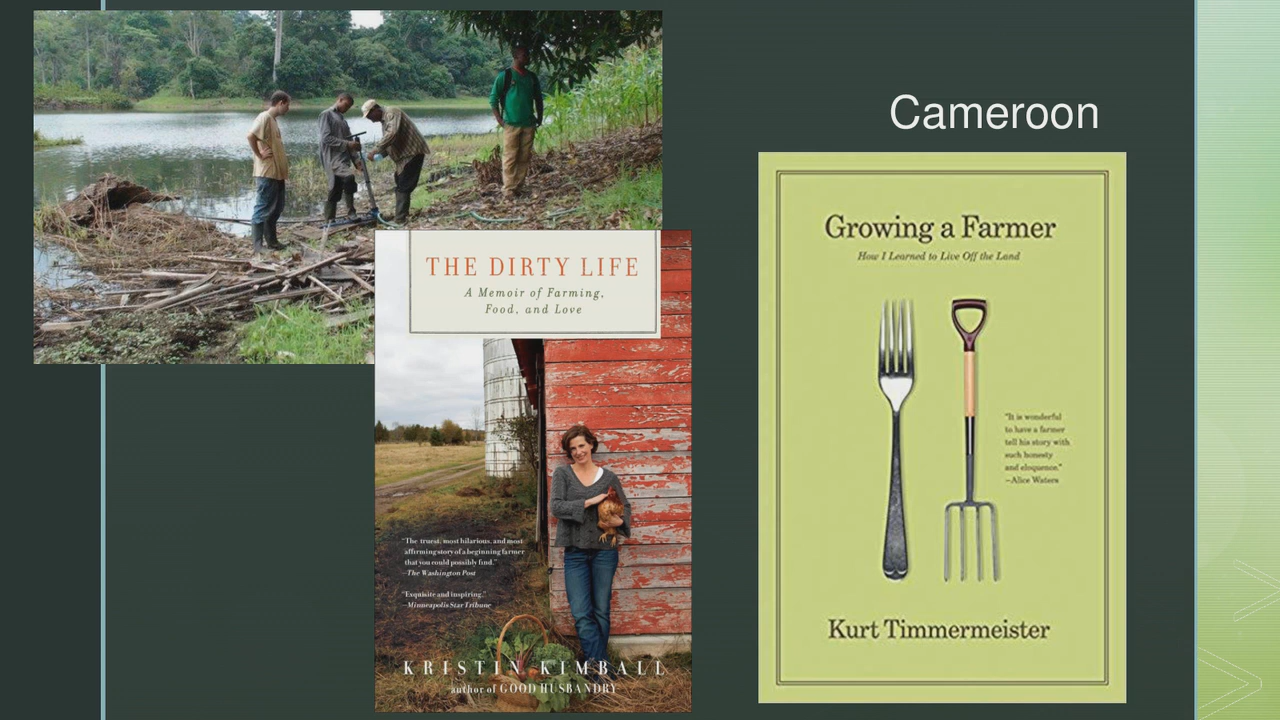 Cameroon
THE DIRTY LIFE
A Memoir of Farming,
Food, and Love
"The truest, most hilarious, and most
affirming story of a beginning farmer
that you could possibly find."
–The Washington Post
"Exquisite and inspiring."
–Minneapolis Star Tribune
KRISTIN KIMBALL
author of GOOD HUSBANDRY
Growing a Farmer
How I Learned to Live Off the Land
"It is wonderful
to have a farmer
tell his story with
such honesty
and eloquence."
–Alice Waters
Kurt Timmermeister